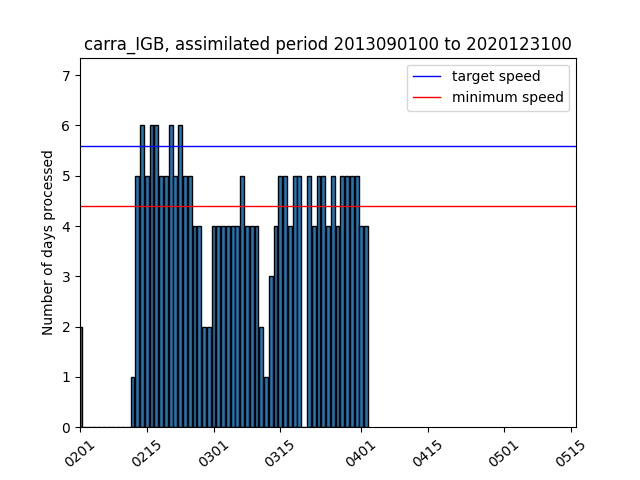 carra_IGB, assimilated period 2013090100 to 2020123100
target speed
minimum speed
Number of days processed
7
6
5
4
3
2
1
0
0201 0215 0301 0315 0401 0415 0501 0515